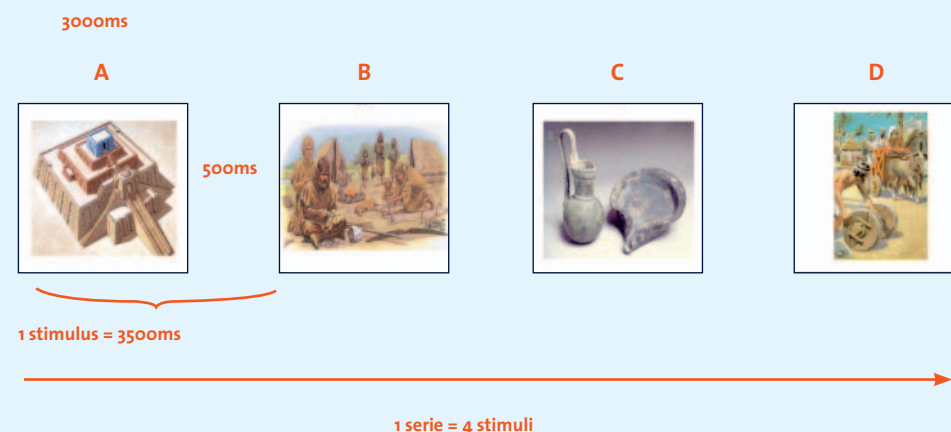 3000ms
A B C D
500ms
1 stimulus = 3500ms
1 serie = 4 stimuli